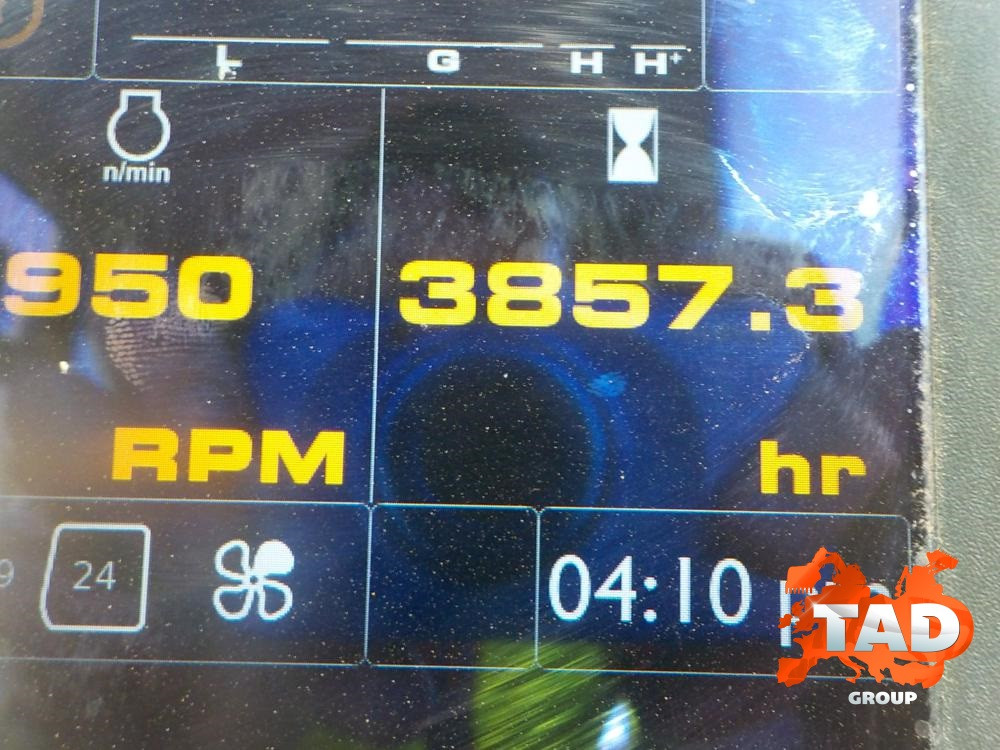 L G H H+
n/min
950 3857.3
RPM hr
24 04:10
TAD
GROUP